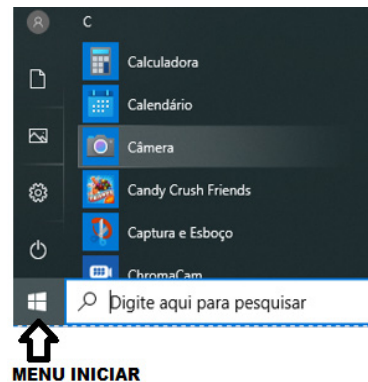 C
Calculadora
Calendário
Câmera
Candy Crush Friends
Captura e Esboço
ChromaCam
Digite aqui para pesquisar
MENU INICIAR